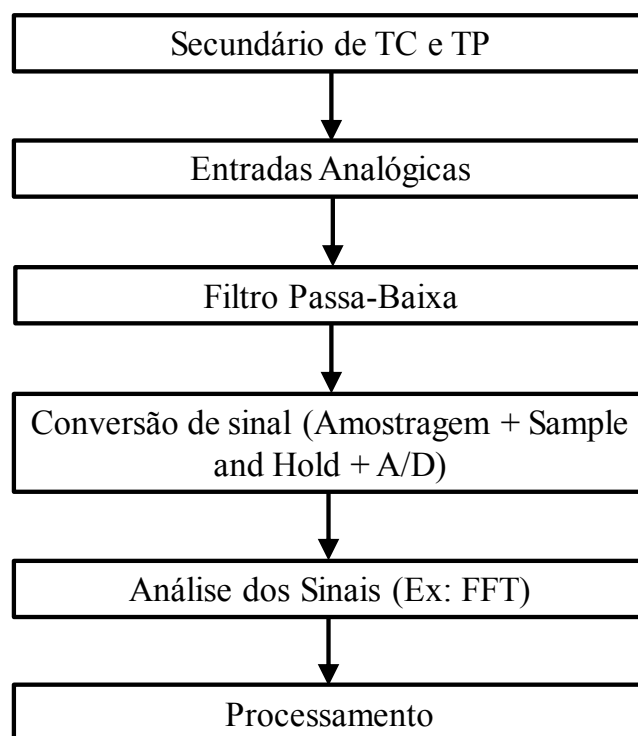 Secundário de TC e TP
Entradas Analógicas
Filtro Passa-Baixa
Conversão de sinal (Amostragem + Sample
and Hold + A/D)
Análise dos Sinais (Ex: FFT)
Processamento